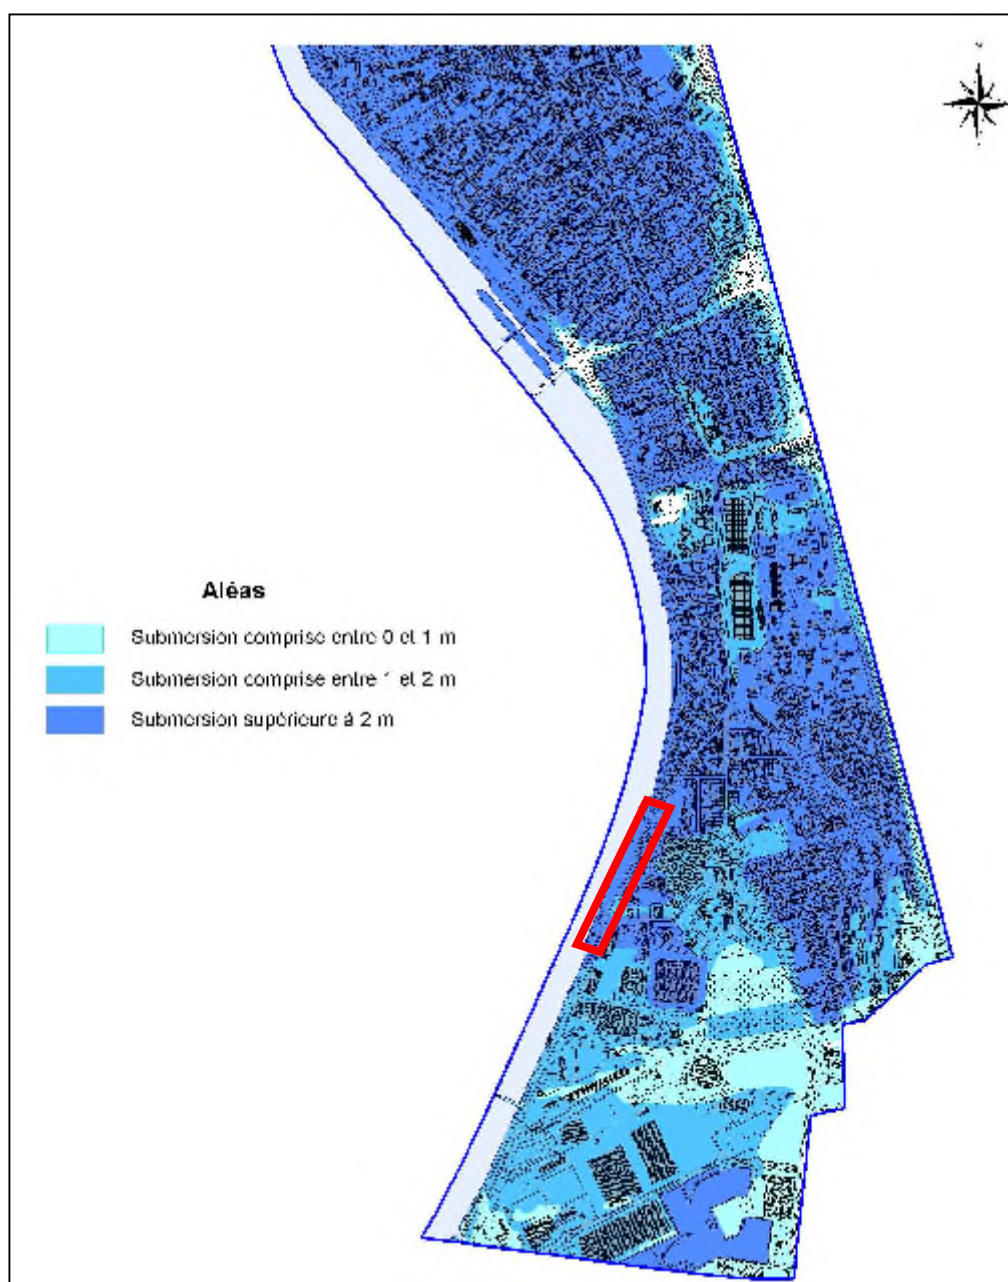 Aléas
Submersion comprise entre 0 et 1 m
Submersion comprise entre 1 et 2 m
Submersion supérieure à 2 m